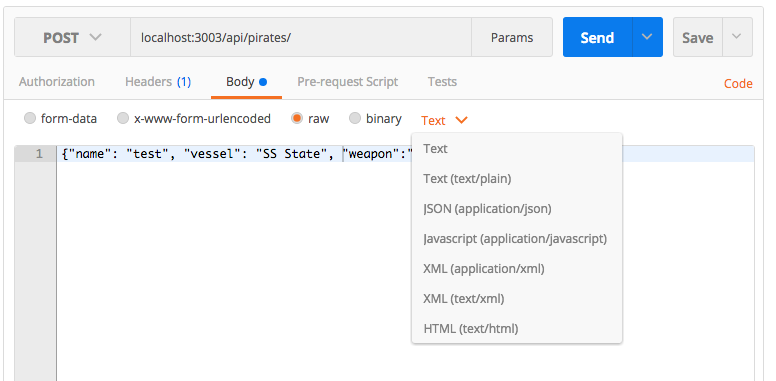 POST localhost:3003/api/pirates/ Params Send Save
Authorization Headers (1) Body Pre-request Script Tests Code
form-data x-www-form-urlencoded raw binary Text
1 {"name": "test", "vessel": "SS State", "weapon":"
Text
Text (text/plain)
JSON (application/json)
Javascript (application/javascript)
XML (application/xml)
XML (text/xml)
HTML (text/html)